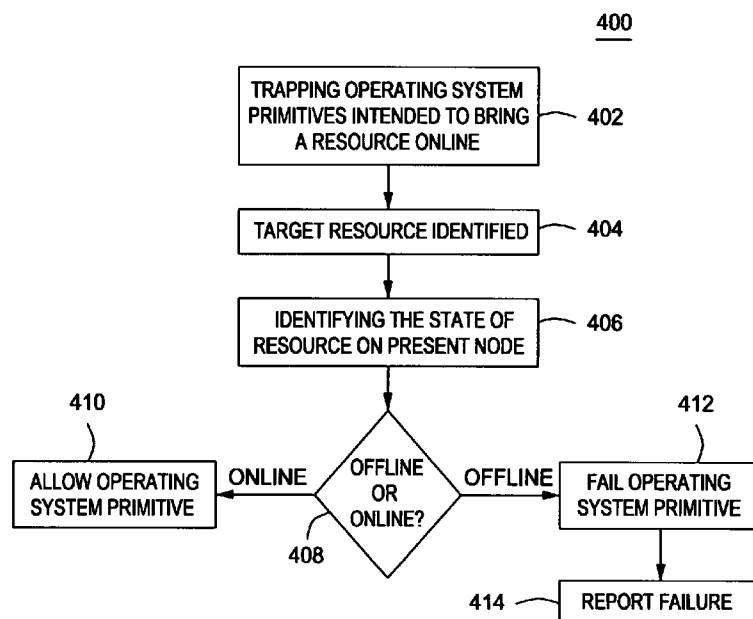 400
TRAPPING OPERATING SYSTEM
PRIMITIVES INTENDED TO BRING
A RESOURCE ONLINE
402
TARGET RESOURCE IDENTIFIED
404
IDENTIFYING THE STATE OF
RESOURCE ON PRESENT NODE
406
410
412
ALLOW OPERATING
SYSTEM PRIMITIVE
ONLINE
OFFLINE
OR
ONLINE?
OFFLINE
FAIL OPERATING
SYSTEM PRIMITIVE
408
414
REPORT FAILURE